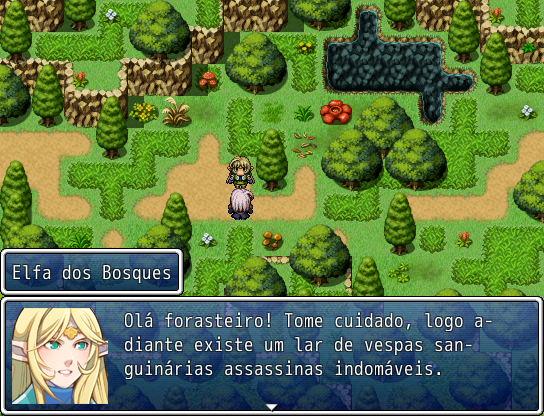 Elfa dos Bosques
Olá forasteiro! Tome cuidado, logo a-
diante existe um lar de vespas san-
guinárias assassinas indomáveis.